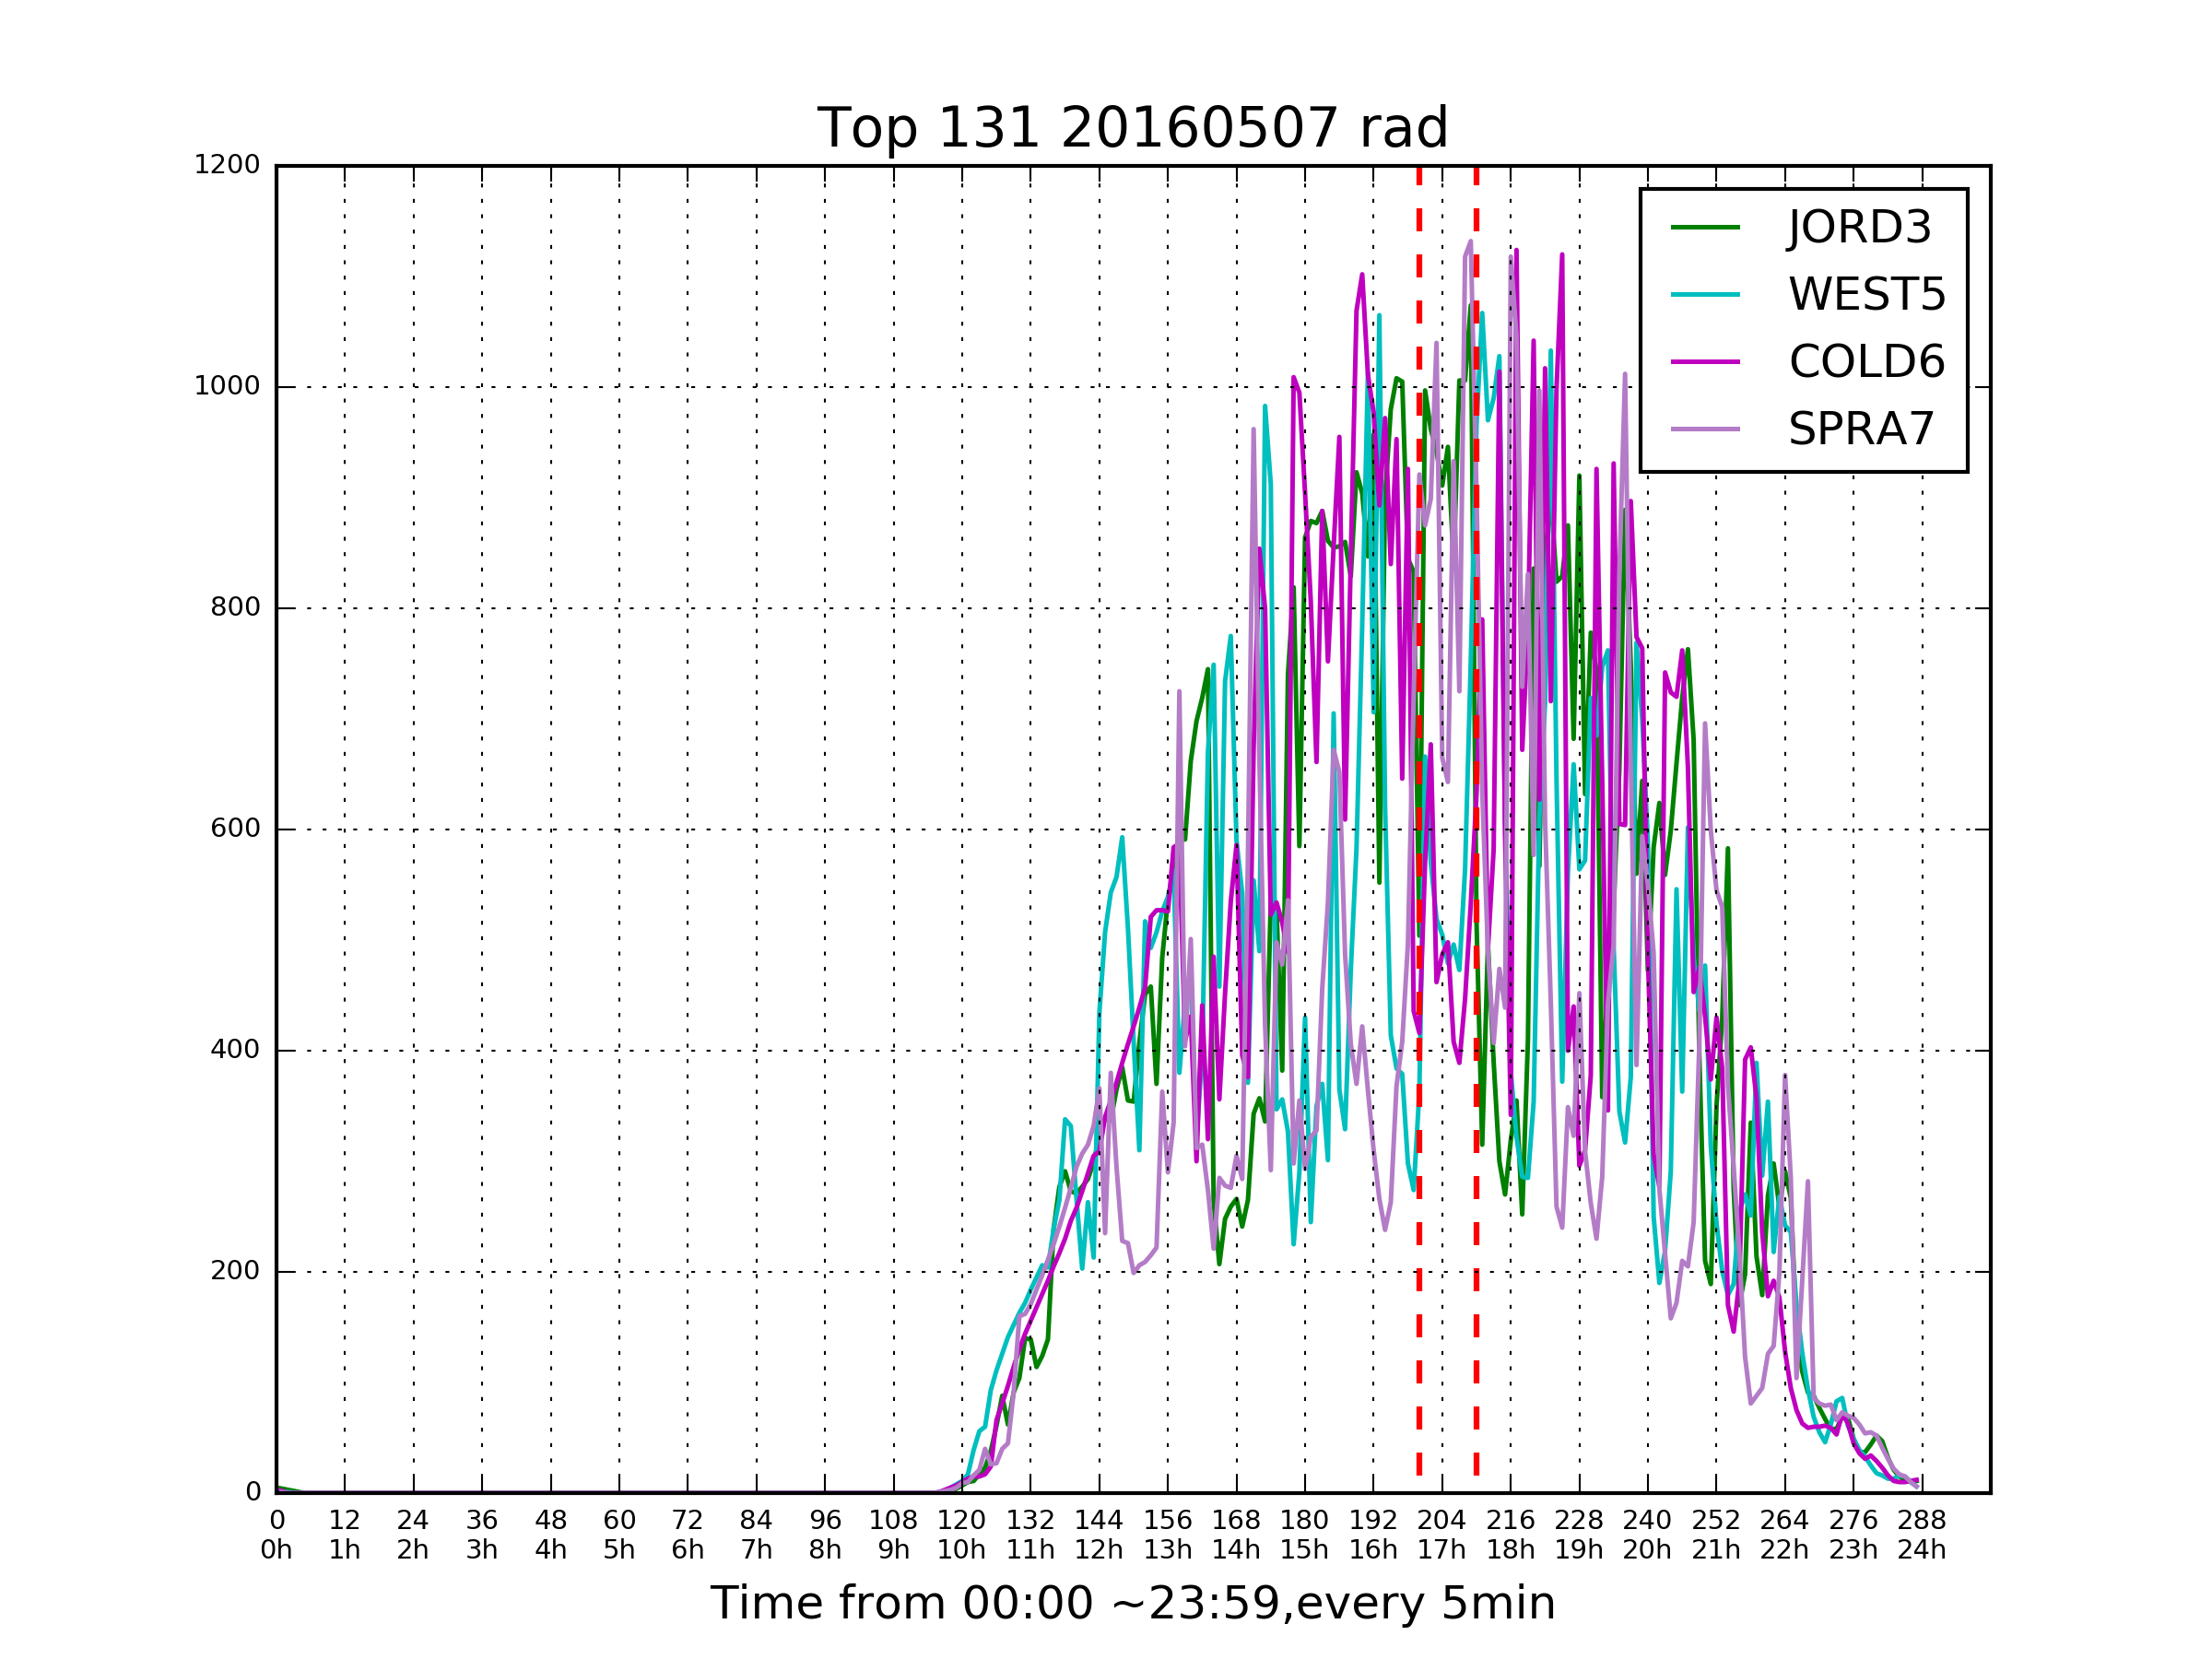 Top 131 20160507 rad
1200
1000
800
600
400
200
0
JORD3
WEST5
COLD6
SPRA7
0 12 24 36 48 60 72 84 96 108 120 132 144 156 168 180 192 204 216 228 240 252 264 276 288
0h 1h 2h 3h 4h 5h 6h 7h 8h 9h 10h 11h 12h 13h 14h 15h 16h 17h 18h 19h 20h 21h 22h 23h 24h
Time from 00:00 ~23:59,every 5min